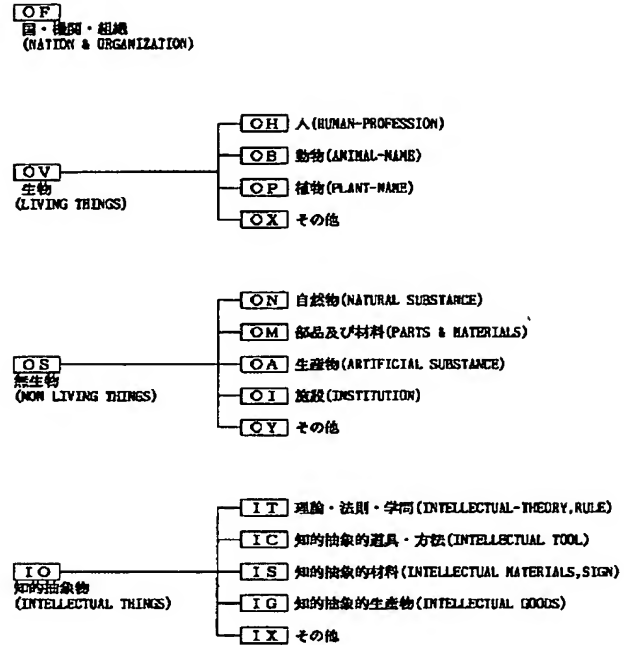 OF
国・機関・組織
(NATION & ORGANIZATION)
OH 人(HUMAN-PROFESSION)
OB 動物(ANIMAL-NAME)
OV
生物
(LIVING THINGS)
OP 植物(PLANT-NAME)
OX その他
ON 自然物(NATURAL SUBSTANCE)
OM 部品及び材料(PARTS & MATERIALS)
OS
無生物
(NON LIVING THINGS)
OA 生産物(ARTIFICIAL SUBSTANCE)
OI 施設(INSTITUTION)
OY その他
IT 理論・法則・学問(INTELLECTUAL-THEORY,RULE)
IC 知的抽象的道具・方法(INTELLECTUAL TOOL)
IO
知的抽象物
(INTELLECTUAL THINGS)
IS 知的抽象的材料(INTELLECTUAL MATERIALS,SIGN)
IG 知的抽象的生産物(INTELLECTUAL GOODS)
IX その他